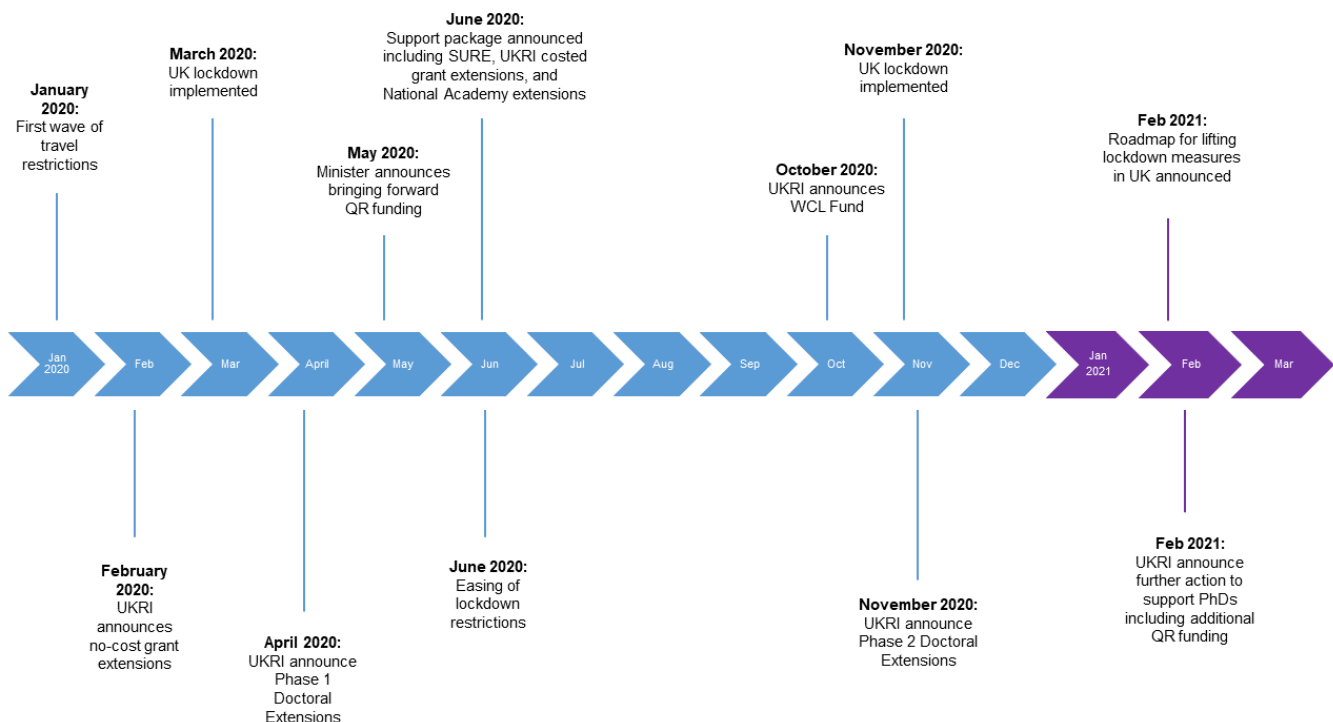 January
2020:
First wave of
travel
restrictions
March 2020:
UK lockdown
implemented
May 2020:
Minister announces
bringing forward
QR funding
June 2020:
Support package announced
including SURE, UKRI costed
grant extensions, and
National Academy extensions
October 2020:
UKRI announces
WCL Fund
November 2020:
UK lockdown
implemented
Feb 2021:
Roadmap for lifting
lockdown measures
in UK announced
Jan
2020
Feb
Mar
April
May
Jun
Jul
Aug
Sep
Oct
Nov
Dec
Jan
2021
Feb
Mar
February
2020:
UKRI
announces
no-cost grant
extensions
April 2020:
UKRI announce
Phase 1
Doctoral
Extensions
June 2020:
Easing of
lockdown
restrictions
November 2020:
UKRI announce
Phase 2 Doctoral
Extensions
Feb 2021:
UKRI announce
further action to
support PhDs
including additional
QR funding